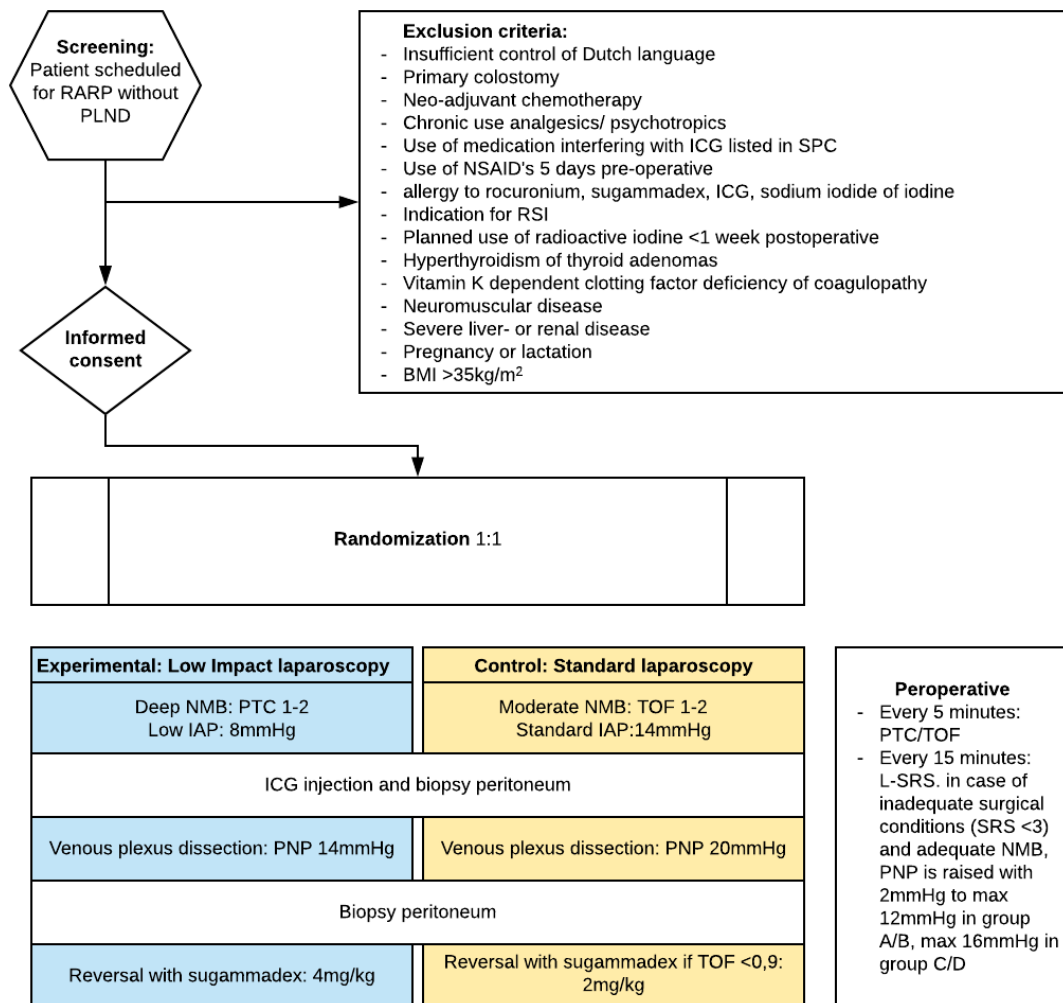 Screening:
Patient scheduled
for RARP without
PLND
Exclusion criteria:
- Insufficient control of Dutch language
- Primary colostomy
- Neo-adjuvant chemotherapy
- Chronic use analgesics/ psychotropics
- Use of medication interfering with ICG listed in SPC
- Use of NSAID's 5 days pre-operative
- allergy to rocuronium, sugammadex, ICG, sodium iodide of iodine
- Indication for RSI
- Planned use of radioactive iodine <1 week postoperative
- Hyperthyroidism of thyroid adenomas
- Vitamin K dependent clotting factor deficiency of coagulopathy
- Neuromuscular disease
- Severe liver- or renal disease
- Pregnancy or lactation
- BMI >35kg/m²
Informed
consent
Randomization 1:1
Experimental: Low Impact laparoscopy
Control: Standard laparoscopy
Deep NMB: PTC 1-2
Low IAP: 8mmHg
Moderate NMB: TOF 1-2
Standard IAP:14mmHg
ICG injection and biopsy peritoneum
Venous plexus dissection: PNP 14mmHg
Venous plexus dissection: PNP 20mmHg
Biopsy peritoneum
Reversal with sugammadex: 4mg/kg
Reversal with sugammadex if TOF <0,9:
2mg/kg
Peroperative
- Every 5 minutes:
PTC/TOF
- Every 15 minutes:
L-SRS. in case of
inadequate surgical
conditions (SRS <3)
and adequate NMB,
PNP is raised with
2mmHg to max
12mmHg in group
A/B, max 16mmHg in
group C/D